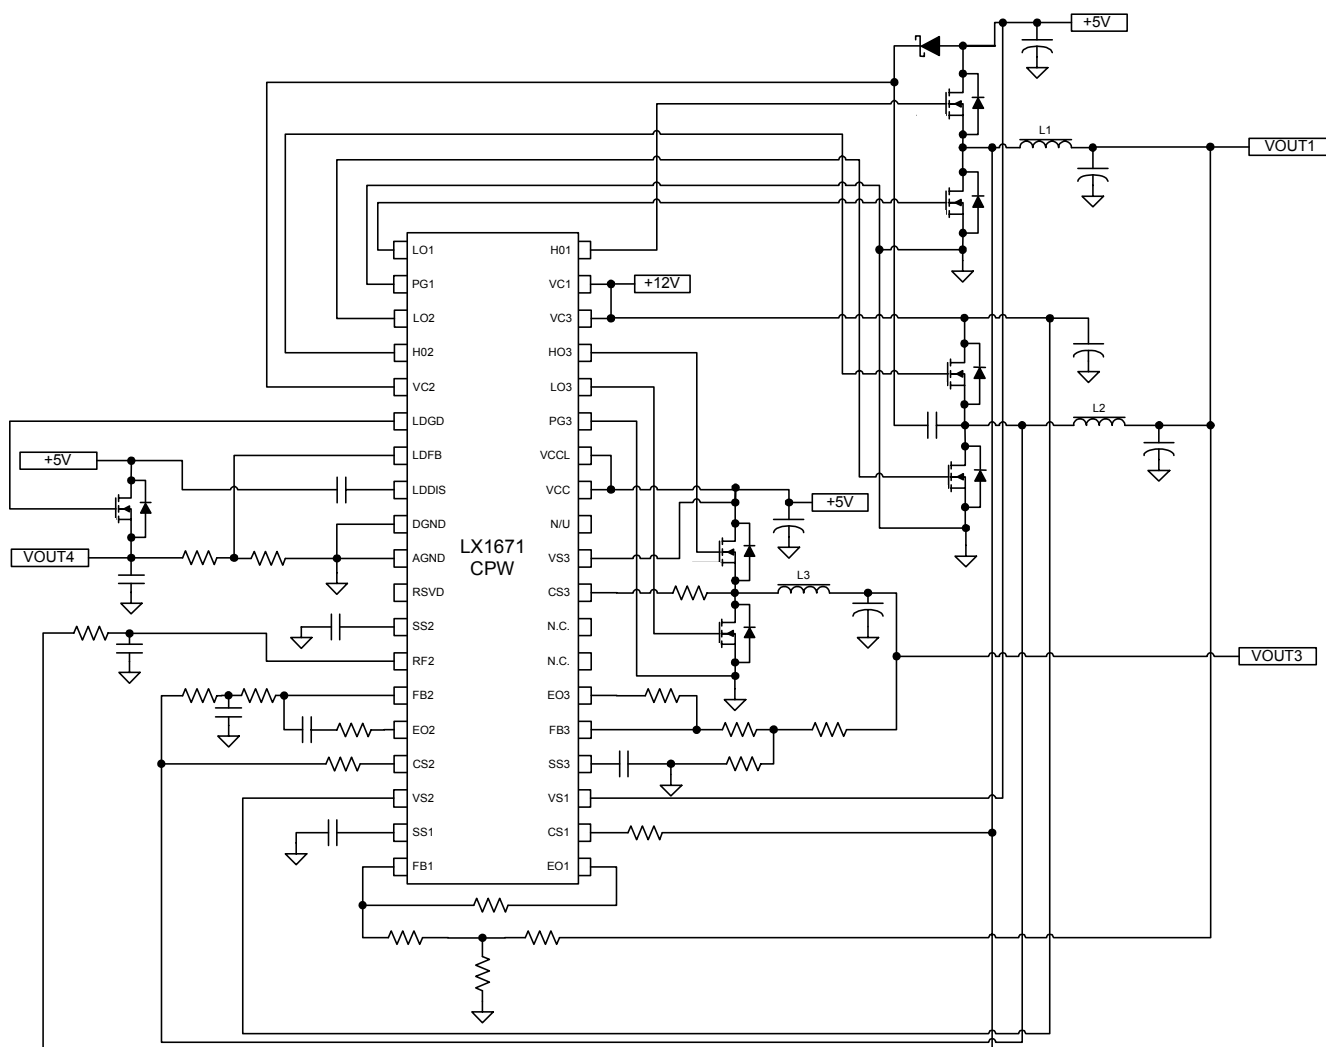 +5V
L1
VOUT1
LO1
H01
PG1
VC1
+12V
LO2
VC3
H02
HO3
VC2
LO3
L2
LDGD
PG3
+5V
LDFB
VCCL
LDDIS
VCC
+5V
DGND
N/U
VOUT4
AGND
LX1671
CPW
VS3
RSVD
CS3
L3
SS2
N.C.
RF2
N.C.
VOUT3
FB2
EO3
EO2
FB3
CS2
SS3
VS2
VS1
SS1
CS1
FB1
EO1